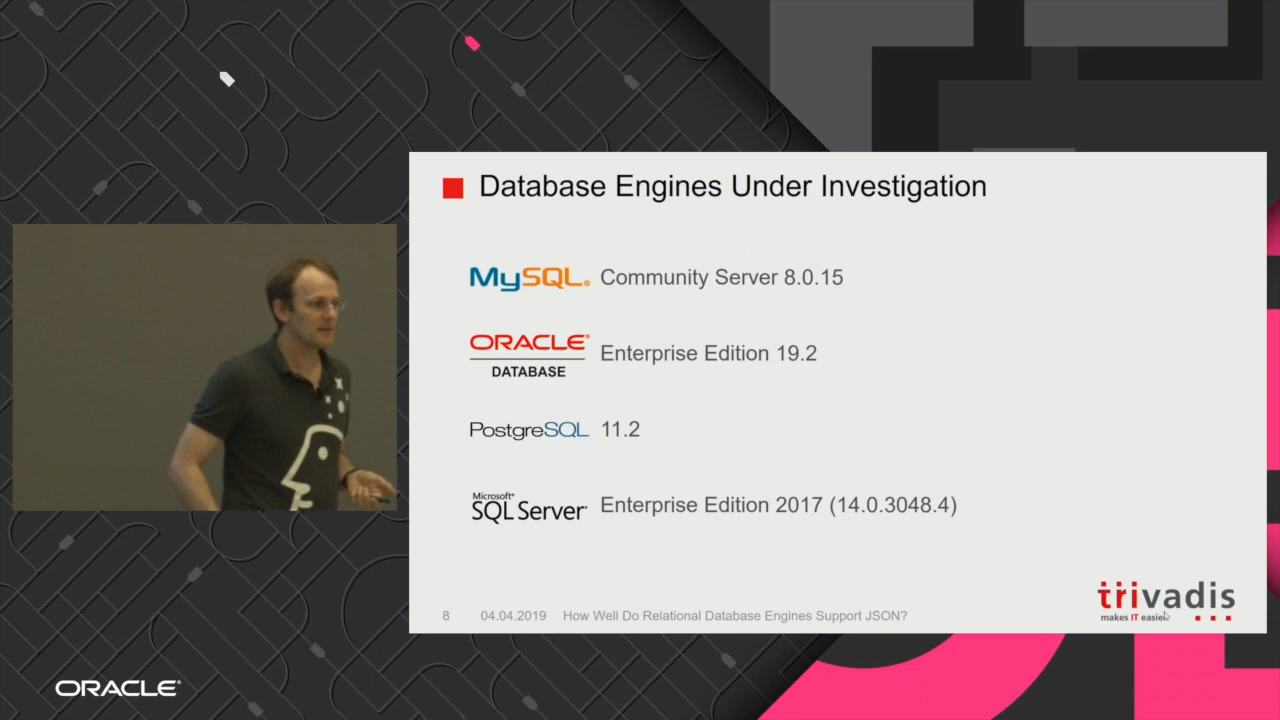 Database Engines Under Investigation
MySQL® Community Server 8.0.15
ORACLE®
DATABASE
Enterprise Edition 19.2
PostgreSQL 11.2
Microsoft®
SQL Server® Enterprise Edition 2017 (14.0.3048.4)
trivadis
makes IT easier.
8 04.04.2019 How Well Do Relational Database Engines Support JSON?
ORACLE®